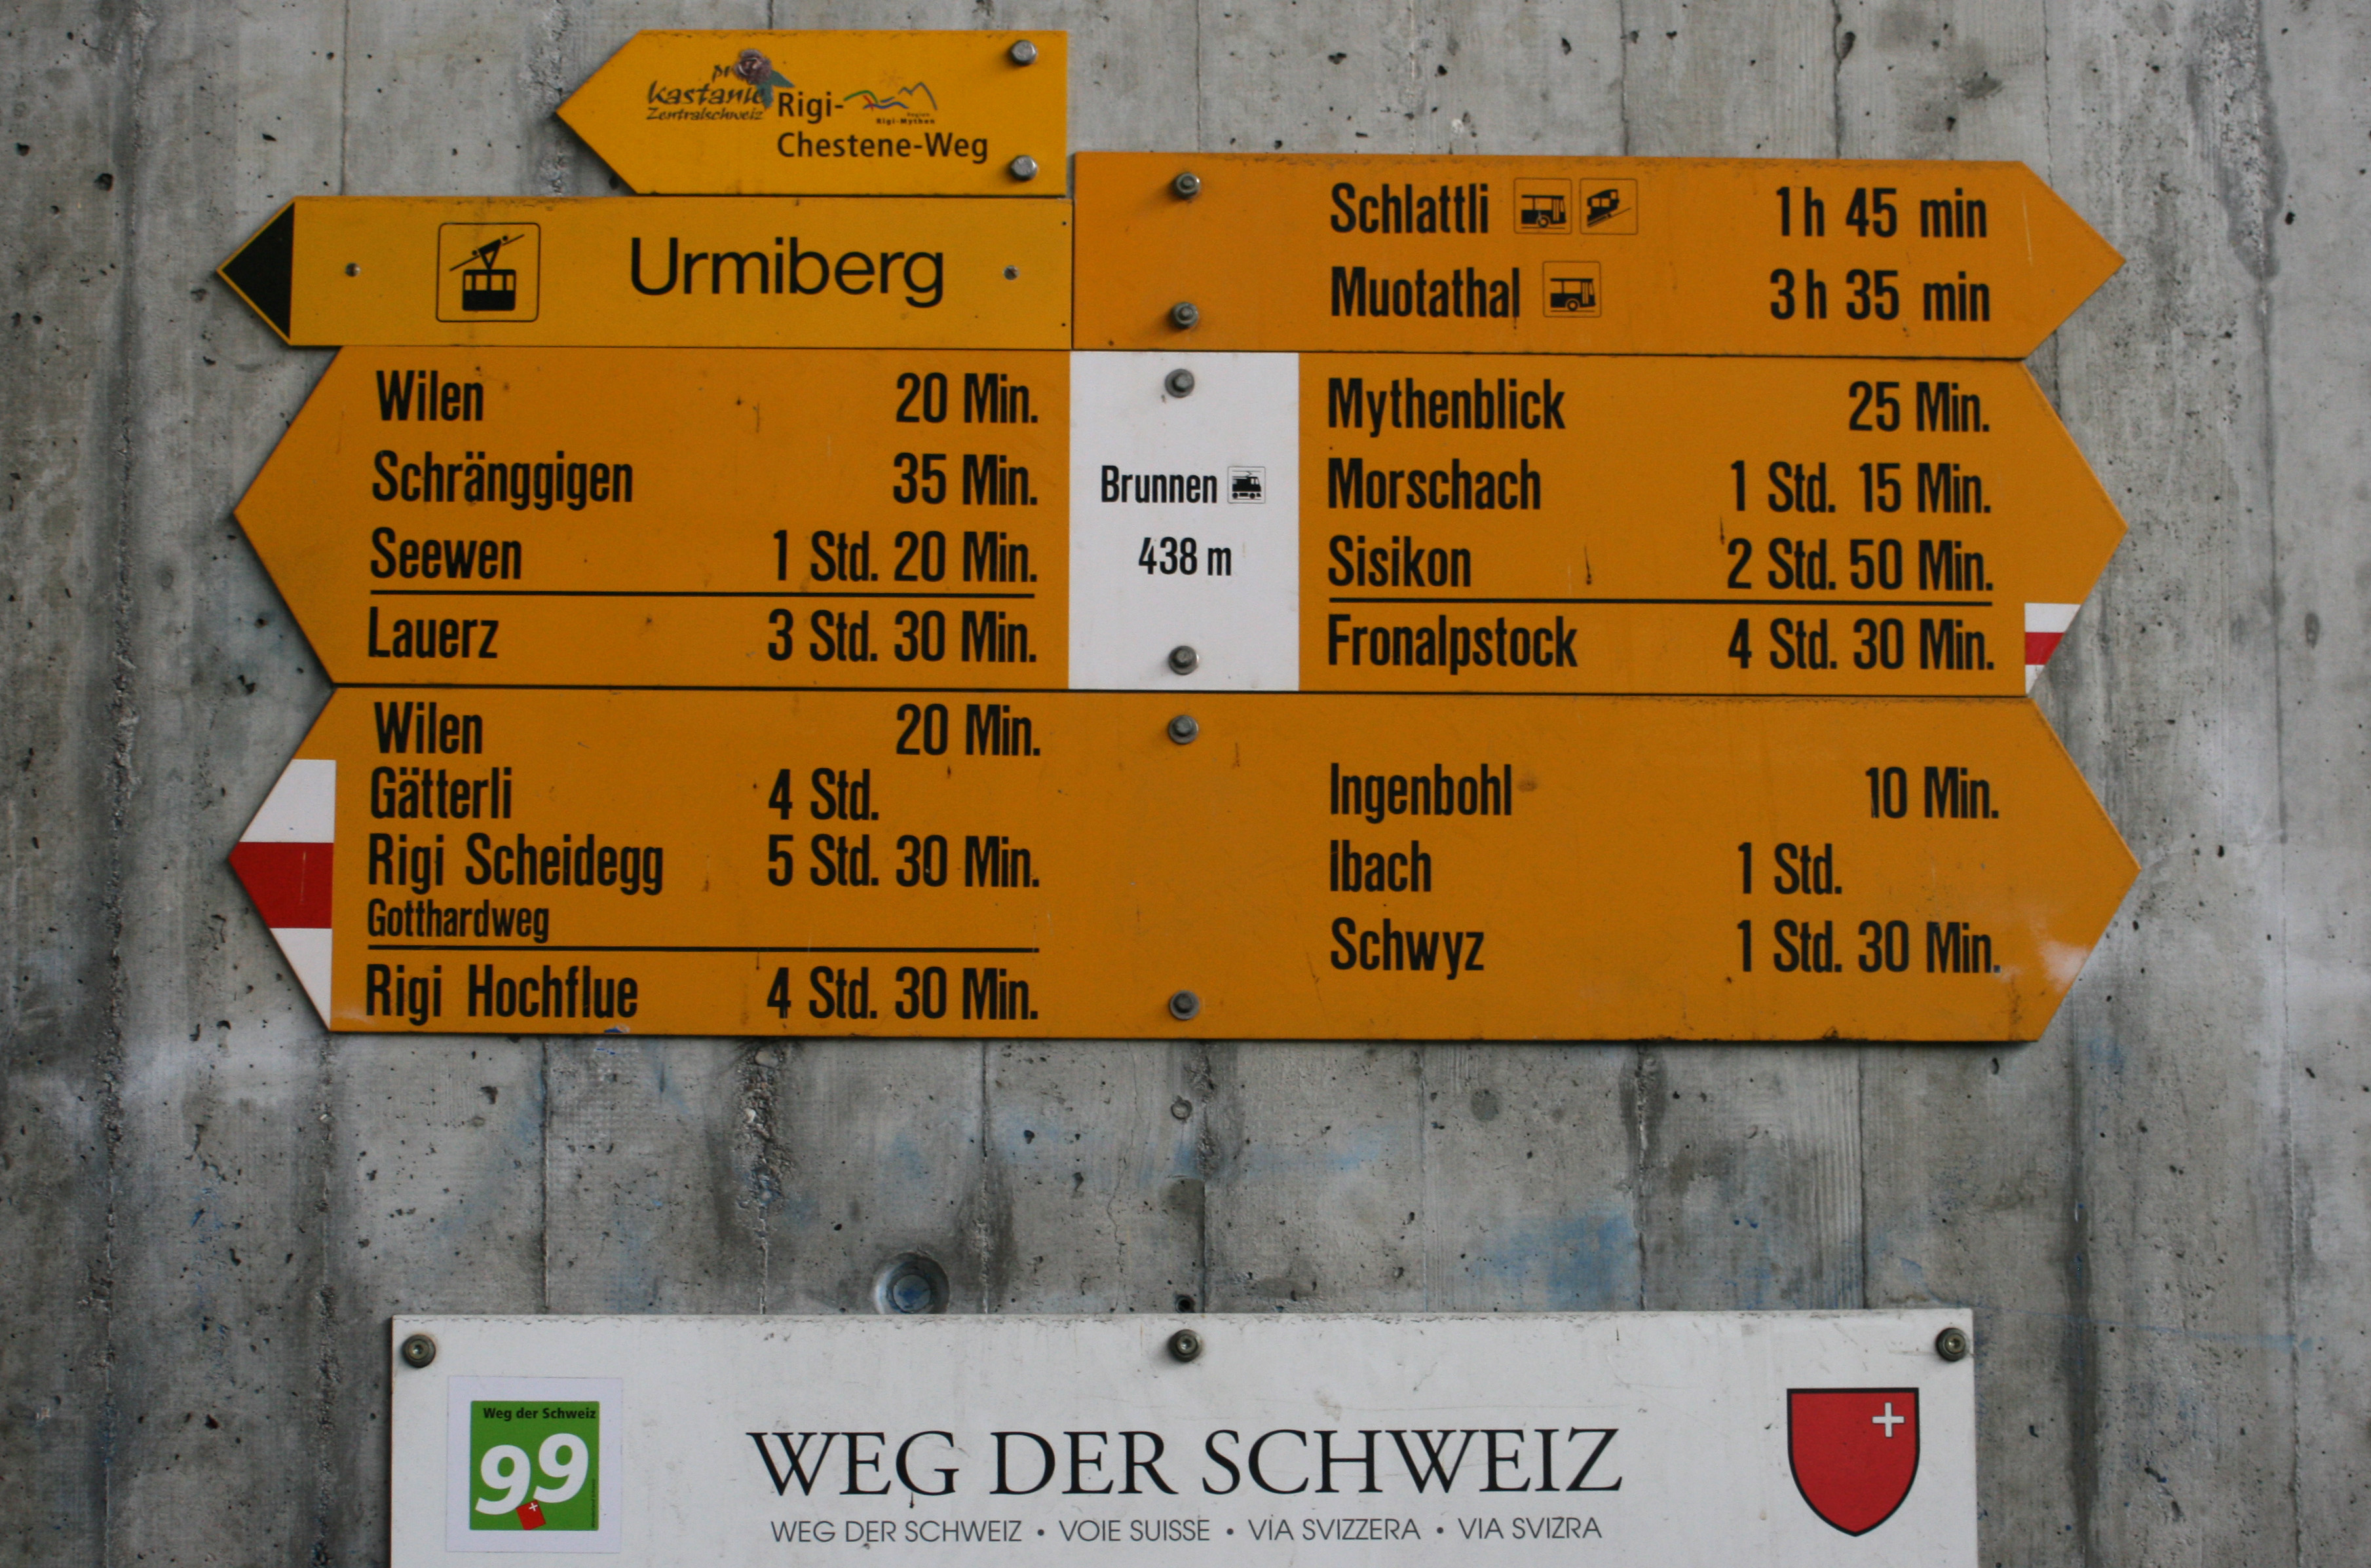 kastanie
Zentralschweiz
Rigi-
Rigi-Mythen
Chestene-Weg
Urmiberg
Schlattli 1 h 45 min
Muotathal 3 h 35 min
Wilen 20 Min.
Schränggigen 35 Min.
Seewen 1 Std. 20 Min.
Lauerz 3 Std. 30 Min.
Brunnen
438 m
Mythenblick 25 Min.
Morschach 1 Std. 15 Min.
Sisikon 2 Std. 50 Min.
Fronalpstock 4 Std. 30 Min.
Wilen 20 Min.
Gätterli 4 Std.
Rigi Scheidegg 5 Std. 30 Min.
Gotthardweg
Rigi Hochflue 4 Std. 30 Min.
Ingenbohl 10 Min.
Ibach 1 Std.
Schwyz 1 Std. 30 Min.
Weg der Schweiz
99
WEG DER SCHWEIZ
WEG DER SCHWEIZ • VOIE SUISSE • VIA SVIZZERA • VIA SVIZRA